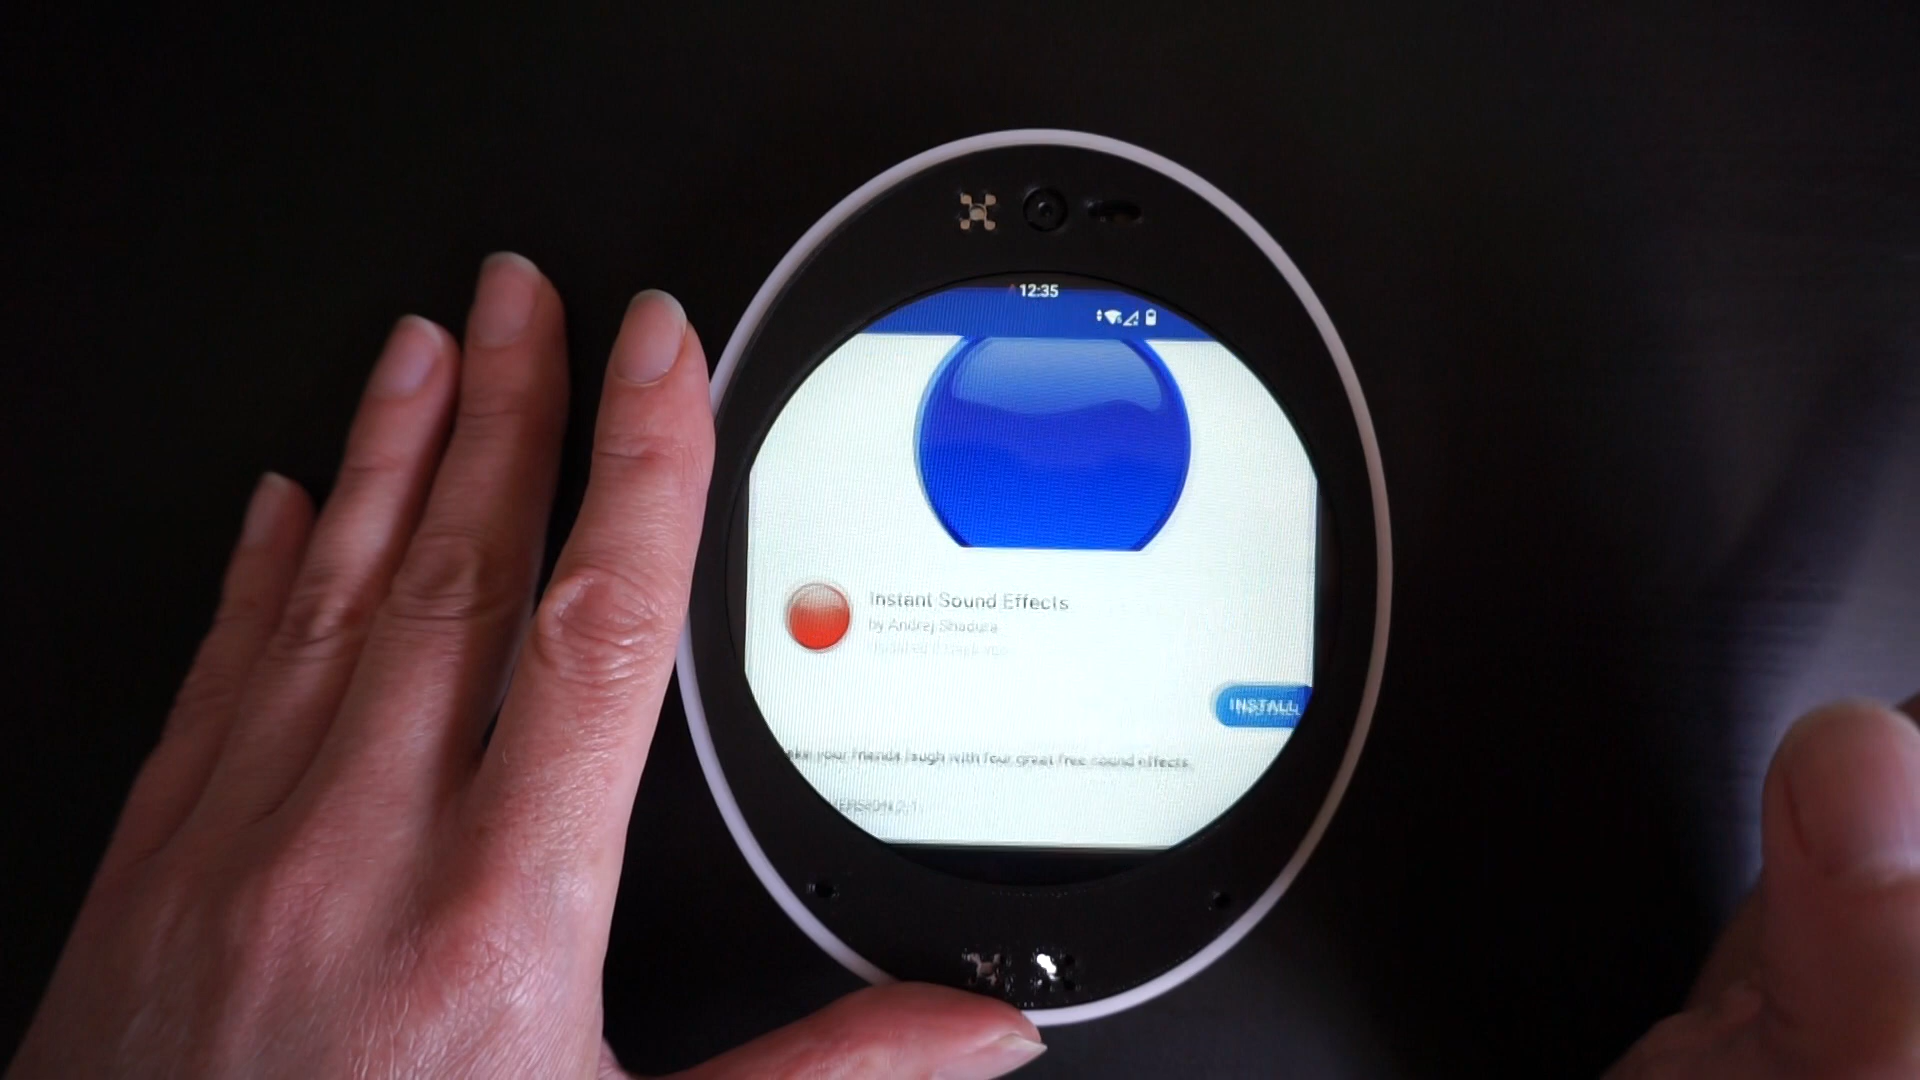 12:35
Instant Sound Effects
by Andrej Shadura
INSTALL
your friends laugh with four great free sound effects.